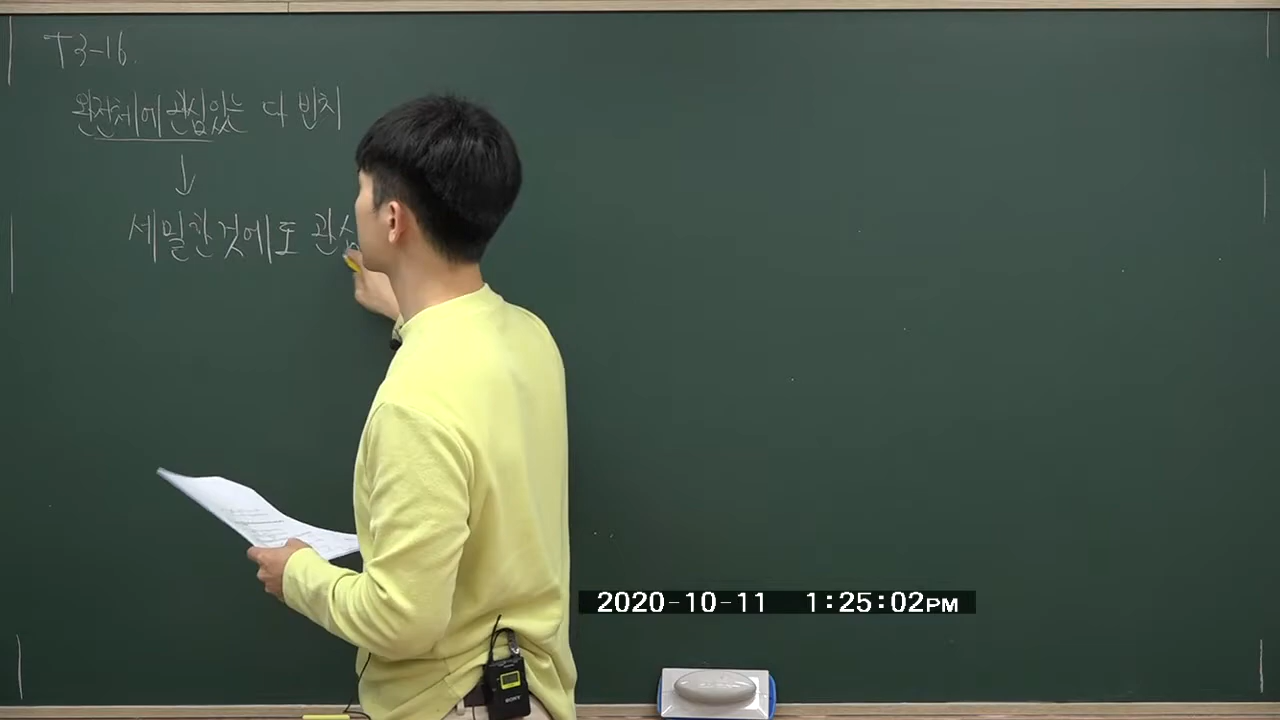 T3-16.
완전체에 관심있는 다 빈치
↓
세밀한 것에도 관심
2020-10-11 1:25:02PM
SONY